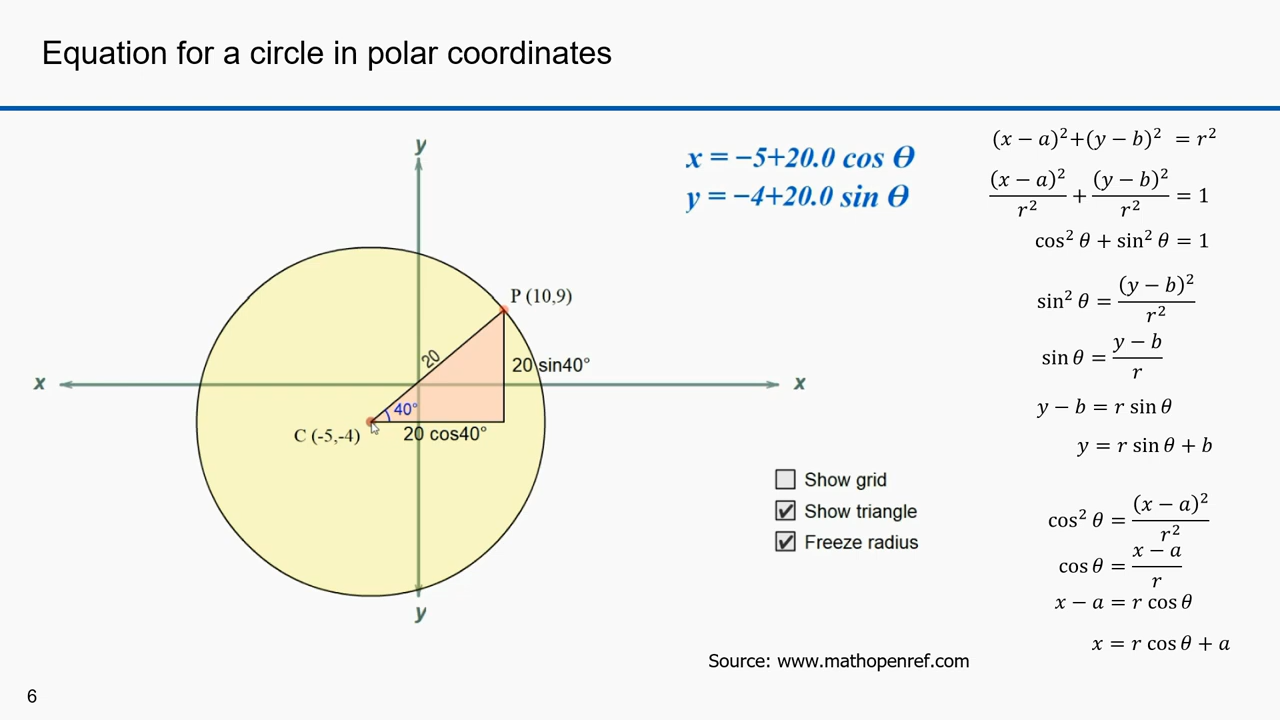 Equation for a circle in polar coordinates
y
x = −5+20.0 cos Θ
y = −4+20.0 sin Θ
P (10,9)
20
20 sin40°
x
x
40°
C (-5,-4)
20 cos40°
y
Show grid
Show triangle
Freeze radius
(x − a)²+(y − b)² = r²
(x − a)²/r² + (y − b)²/r² = 1
cos² θ + sin² θ = 1
sin² θ = (y − b)²/r²
sin θ = y − b/r
y − b = r sin θ
y = r sin θ + b
cos² θ = (x − a)²/r²
cos θ = x − a/r
x − a = r cos θ
x = r cos θ + a
Source: www.mathopenref.com
6